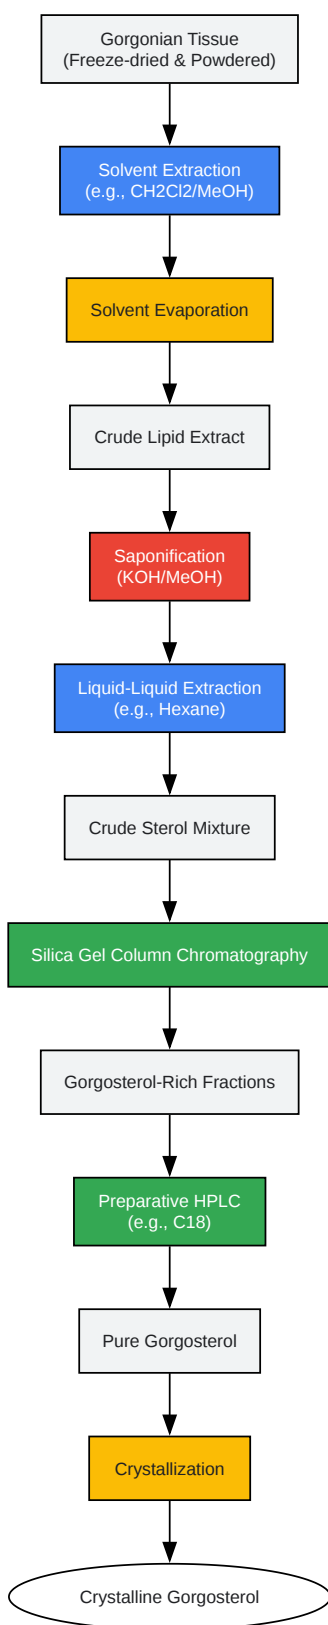 Gorgonian Tissue
(Freeze-dried & Powdered)
Solvent Extraction
(e.g., CH2Cl2/MeOH)
Solvent Evaporation
Crude Lipid Extract
Saponification
(KOH/MeOH)
Liquid-Liquid Extraction
(e.g., Hexane)
Crude Sterol Mixture
Silica Gel Column Chromatography
Gorgosterol-Rich Fractions
Preparative HPLC
(e.g., C18)
Pure Gorgosterol
Crystallization
Crystalline Gorgosterol